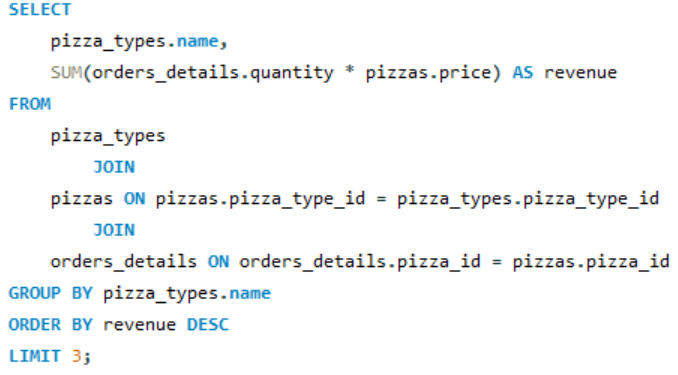 SELECT
pizza_types.name,
SUM(orders_details.quantity * pizzas.price) AS revenue
FROM
pizza_types
JOIN
pizzas ON pizzas.pizza_type_id = pizza_types.pizza_type_id
JOIN
orders_details ON orders_details.pizza_id = pizzas.pizza_id
GROUP BY pizza_types.name
ORDER BY revenue DESC
LIMIT 3;